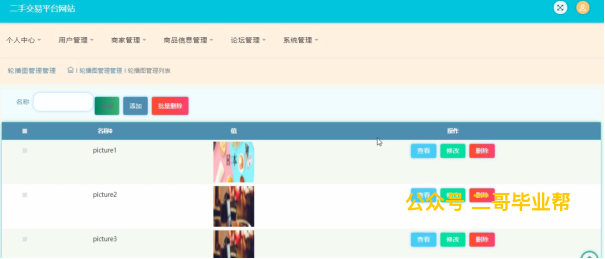 二手交易平台网站
个人中心 用户管理 商家管理 商品信息管理 论坛管理 系统管理
轮播图管理管理 轮播图管理管理 轮播图管理列表
名称 添加 批量删除
名称 值 操作
picture1 查看 修改 删除
picture2 查看 修改 删除
公众号 二哥毕业帮
picture3 查看 修改 删除